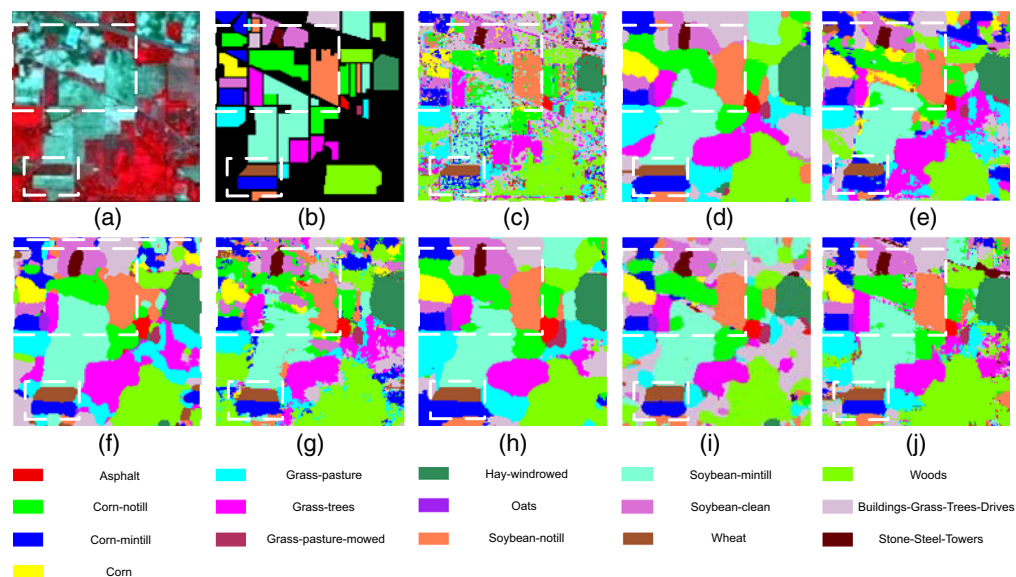 (a) (b) (c) (d) (e)
(f) (g) (h) (i) (j)
Asphalt Grass-pasture Hay-windrowed Soybean-mintill Woods
Corn-notill Grass-trees Oats Soybean-clean Buildings-Grass-Trees-Drives
Corn-mintill Grass-pasture-mowed Soybean-notill Wheat Stone-Steel-Towers
Corn